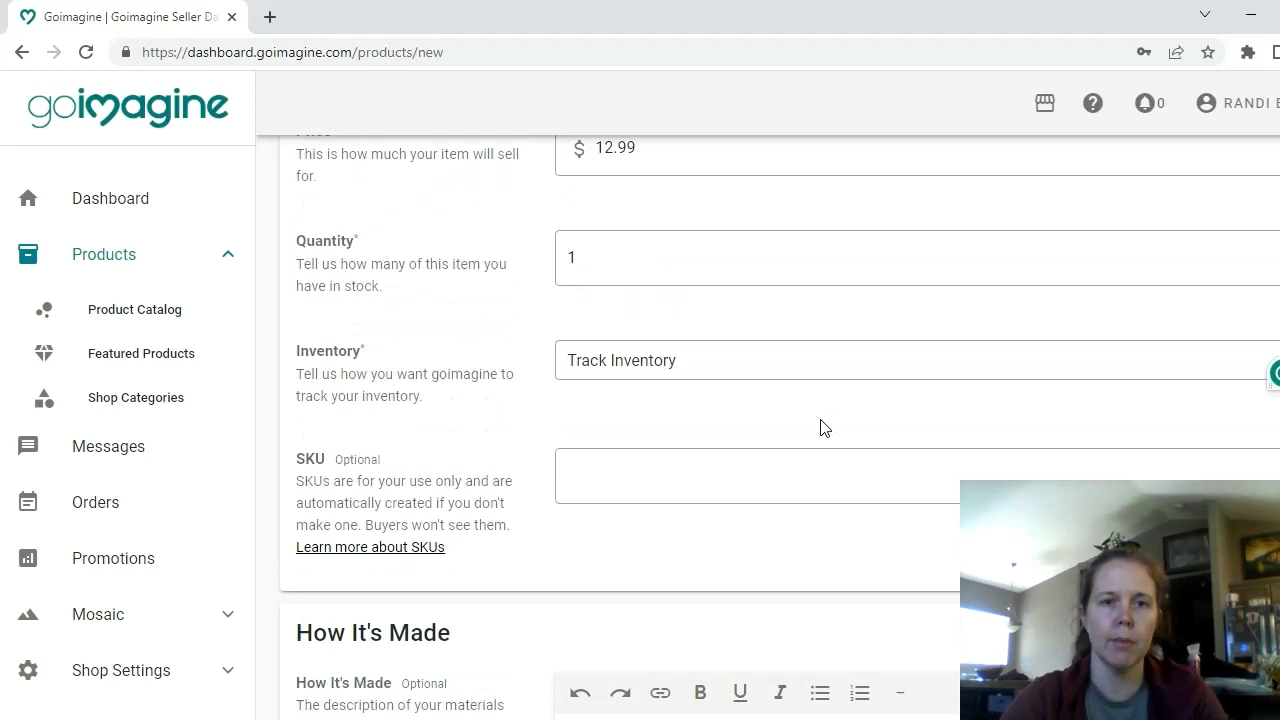 Goimagine | Goimagine Seller Da
https://dashboard.goimagine.com/products/new
goimagine
0
RANDI
Dashboard
Products
Product Catalog
Featured Products
Shop Categories
Messages
Orders
Promotions
Mosaic
Shop Settings
This is how much your item will sell
for.
$ 12.99
Quantity*
Tell us how many of this item you
have in stock.
1
Inventory*
Tell us how you want goimagine to
track your inventory.
Track Inventory
SKU Optional
SKUs are for your use only and are
automatically created if you don't
make one. Buyers won't see them.
Learn more about SKUs
How It's Made
How It's Made Optional
The description of your materials
B U I